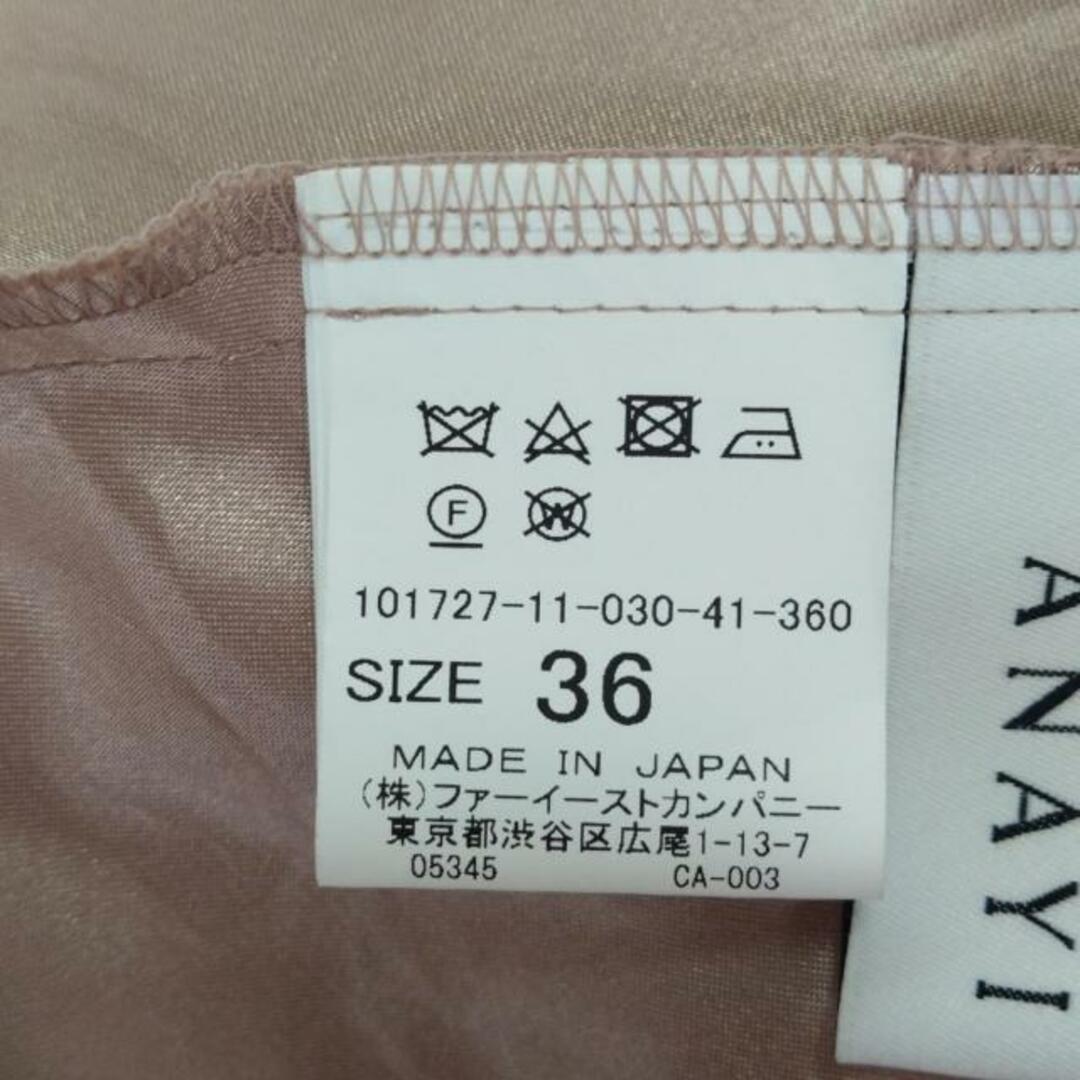 F W
101727-11-030-41-360
SIZE 36
MADE IN JAPAN
(株)ファーイーストカンパニー
東京都渋谷区広尾1-13-7
05345 CA-003
ANAYI